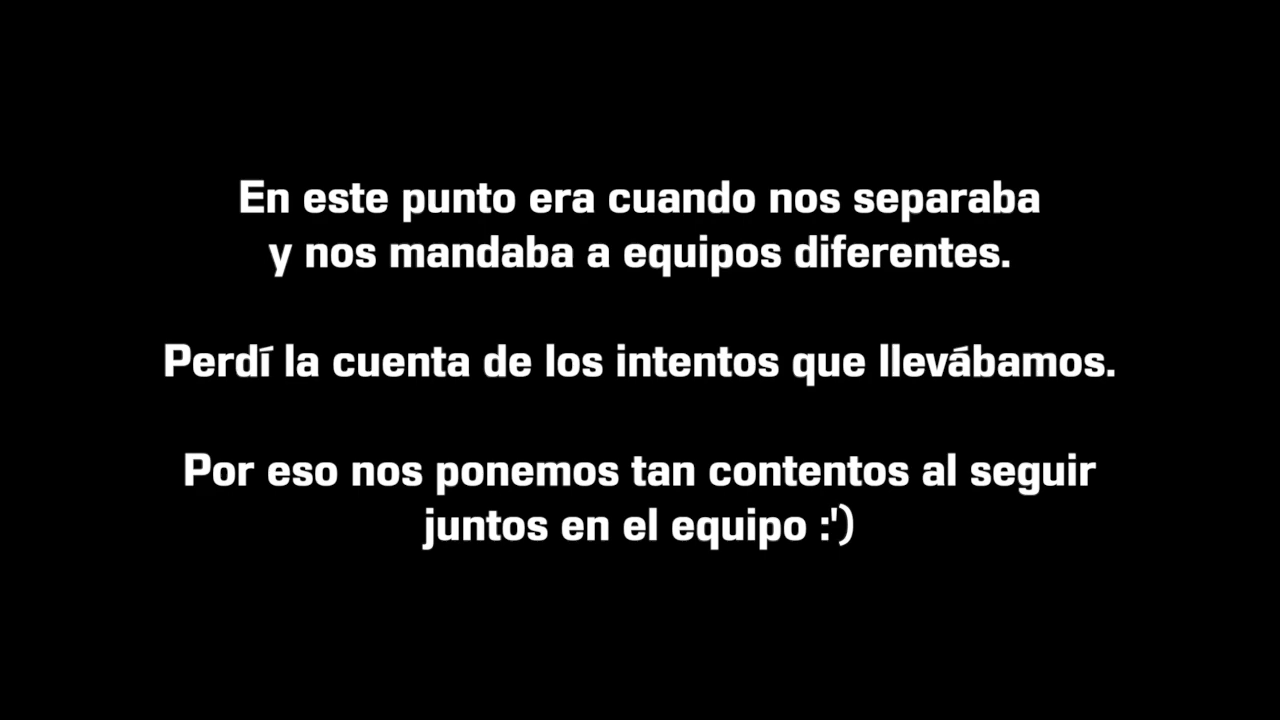 En este punto era cuando nos separaba
y nos mandaba a equipos diferentes.
Perdí la cuenta de los intentos que llevábamos.
Por eso nos ponemos tan contentos al seguir
juntos en el equipo :')